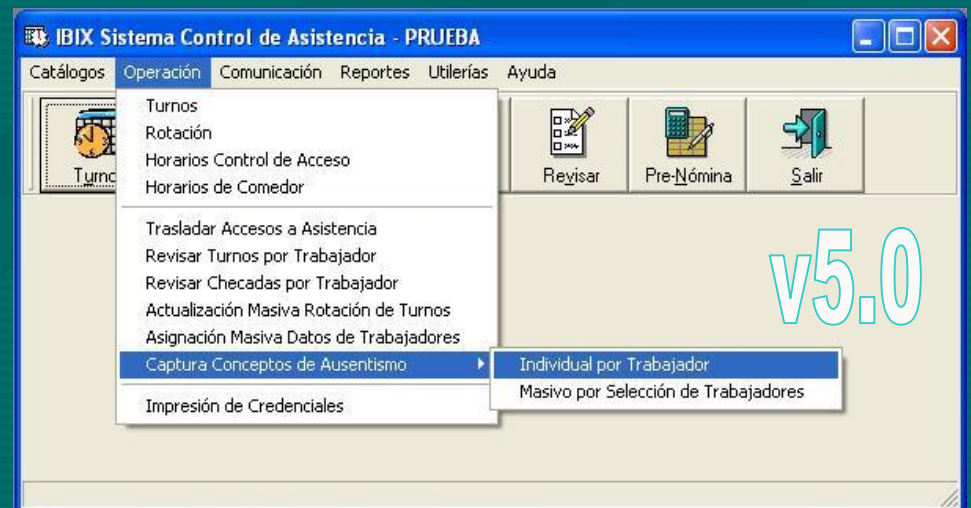 IBIX Sistema Control de Asistencia - PRUEBA
Catálogos Operación Comunicación Reportes Utilerías Ayuda
Turnos
Rotación
Horarios Control de Acceso
Horarios de Comedor
Revisar Pre-Nómina Salir
Trasladar Accesos a Asistencia
Revisar Turnos por Trabajador
Revisar Checadas por Trabajador
Actualización Masiva Rotación de Turnos
Asignación Masiva Datos de Trabajadores
Captura Conceptos de Ausentismo
Individual por Trabajador
Masivo por Selección de Trabajadores
Impresión de Credenciales
v5.0